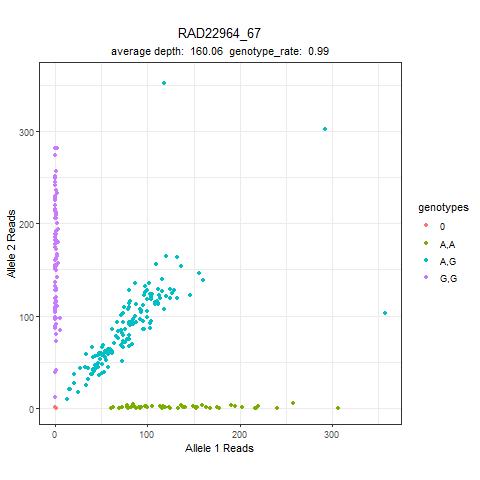 RAD22964_67
average depth:  160.06  genotype_rate:  0.99
Allele 2 Reads
300
200
100
0
0 100 200 300
Allele 1 Reads
genotypes
0
A,A
A,G
G,G